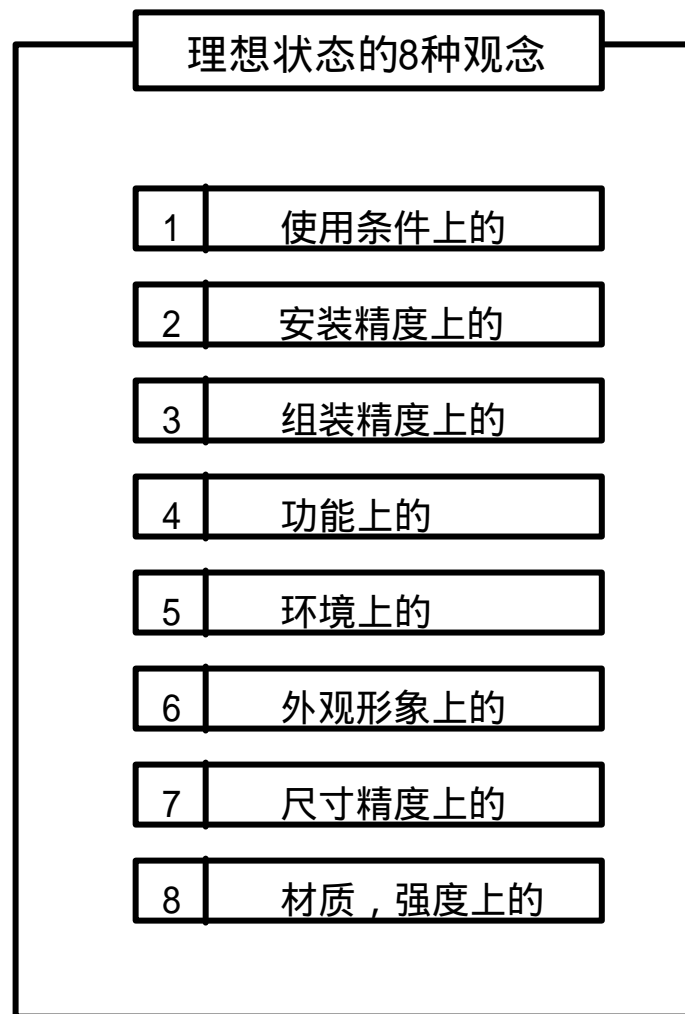 理想状态的8种观念
1 使用条件上的
2 安装精度上的
3 组装精度上的
4 功能上的
5 环境上的
6 外观形象上的
7 尺寸精度上的
8 材质，强度上的